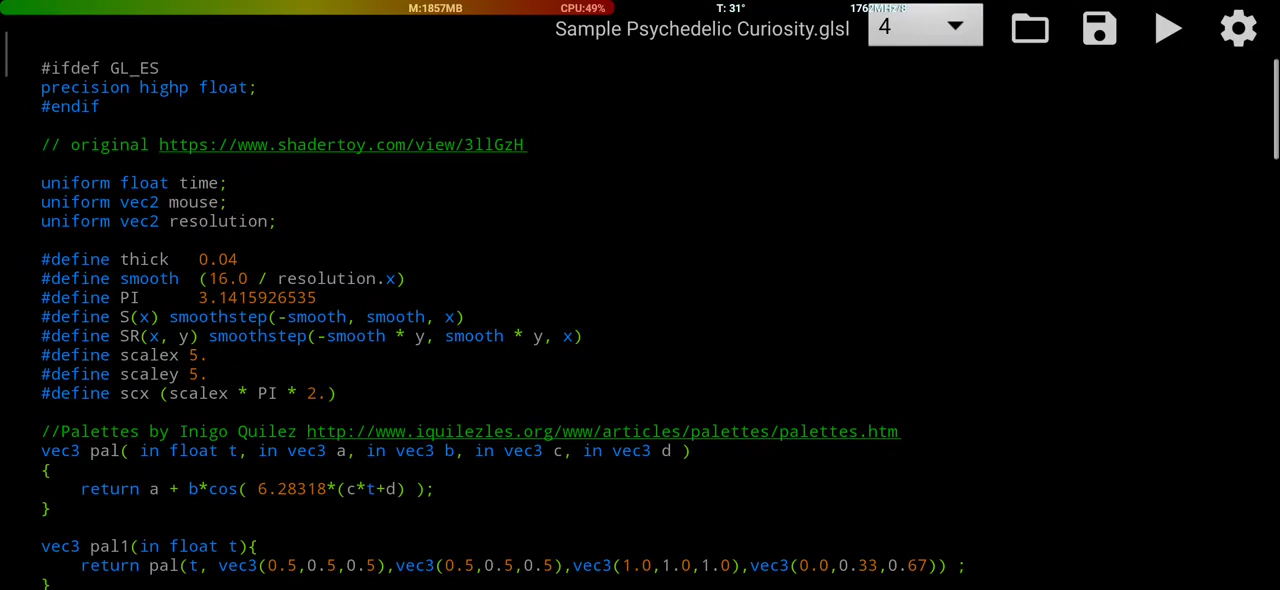 M:1857MB CPU:49% T: 31° 1762MHz/8
Sample Psychedelic Curiosity.glsl 4
#ifdef GL_ES
precision highp float;
#endif
// original https://www.shadertoy.com/view/3llGzH
uniform float time;
uniform vec2 mouse;
uniform vec2 resolution;
#define thick 0.04
#define smooth (16.0 / resolution.x)
#define PI 3.1415926535
#define S(x) smoothstep(-smooth, smooth, x)
#define SR(x, y) smoothstep(-smooth * y, smooth * y, x)
#define scalex 5.
#define scaley 5.
#define scx (scalex * PI * 2.)
//Palettes by Inigo Quilez http://www.iquilezles.org/www/articles/palettes/palettes.htm
vec3 pal( in float t, in vec3 a, in vec3 b, in vec3 c, in vec3 d )
{
return a + b*cos( 6.28318*(c*t+d) );
}
vec3 pal1(in float t){
return pal(t, vec3(0.5,0.5,0.5),vec3(0.5,0.5,0.5),vec3(1.0,1.0,1.0),vec3(0.0,0.33,0.67)) ;
}